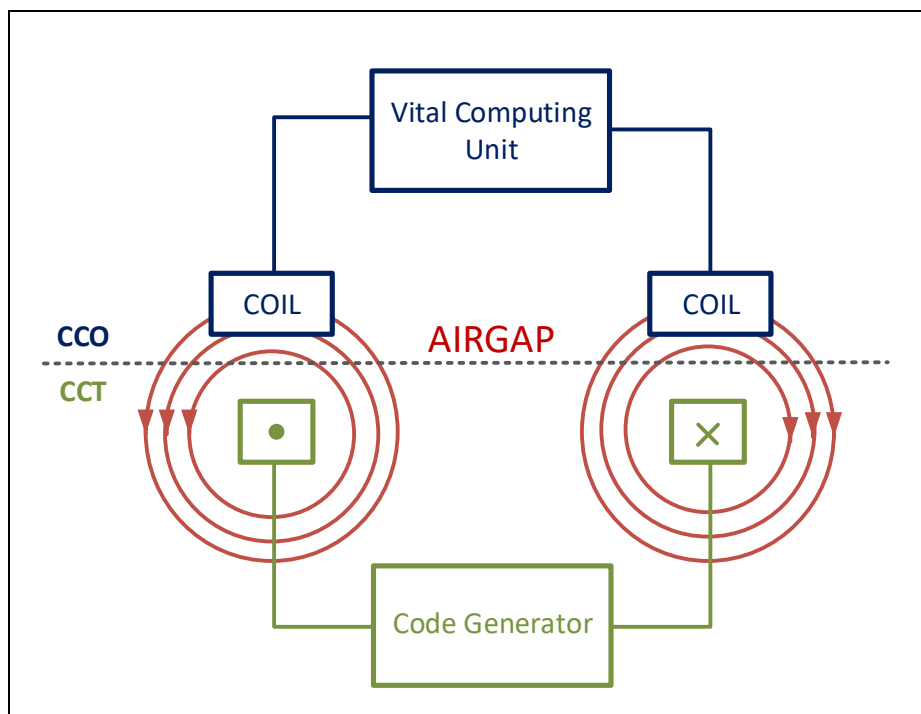 Vital Computing
Unit
COIL
COIL
CCO
AIRGAP
CCT
Code Generator